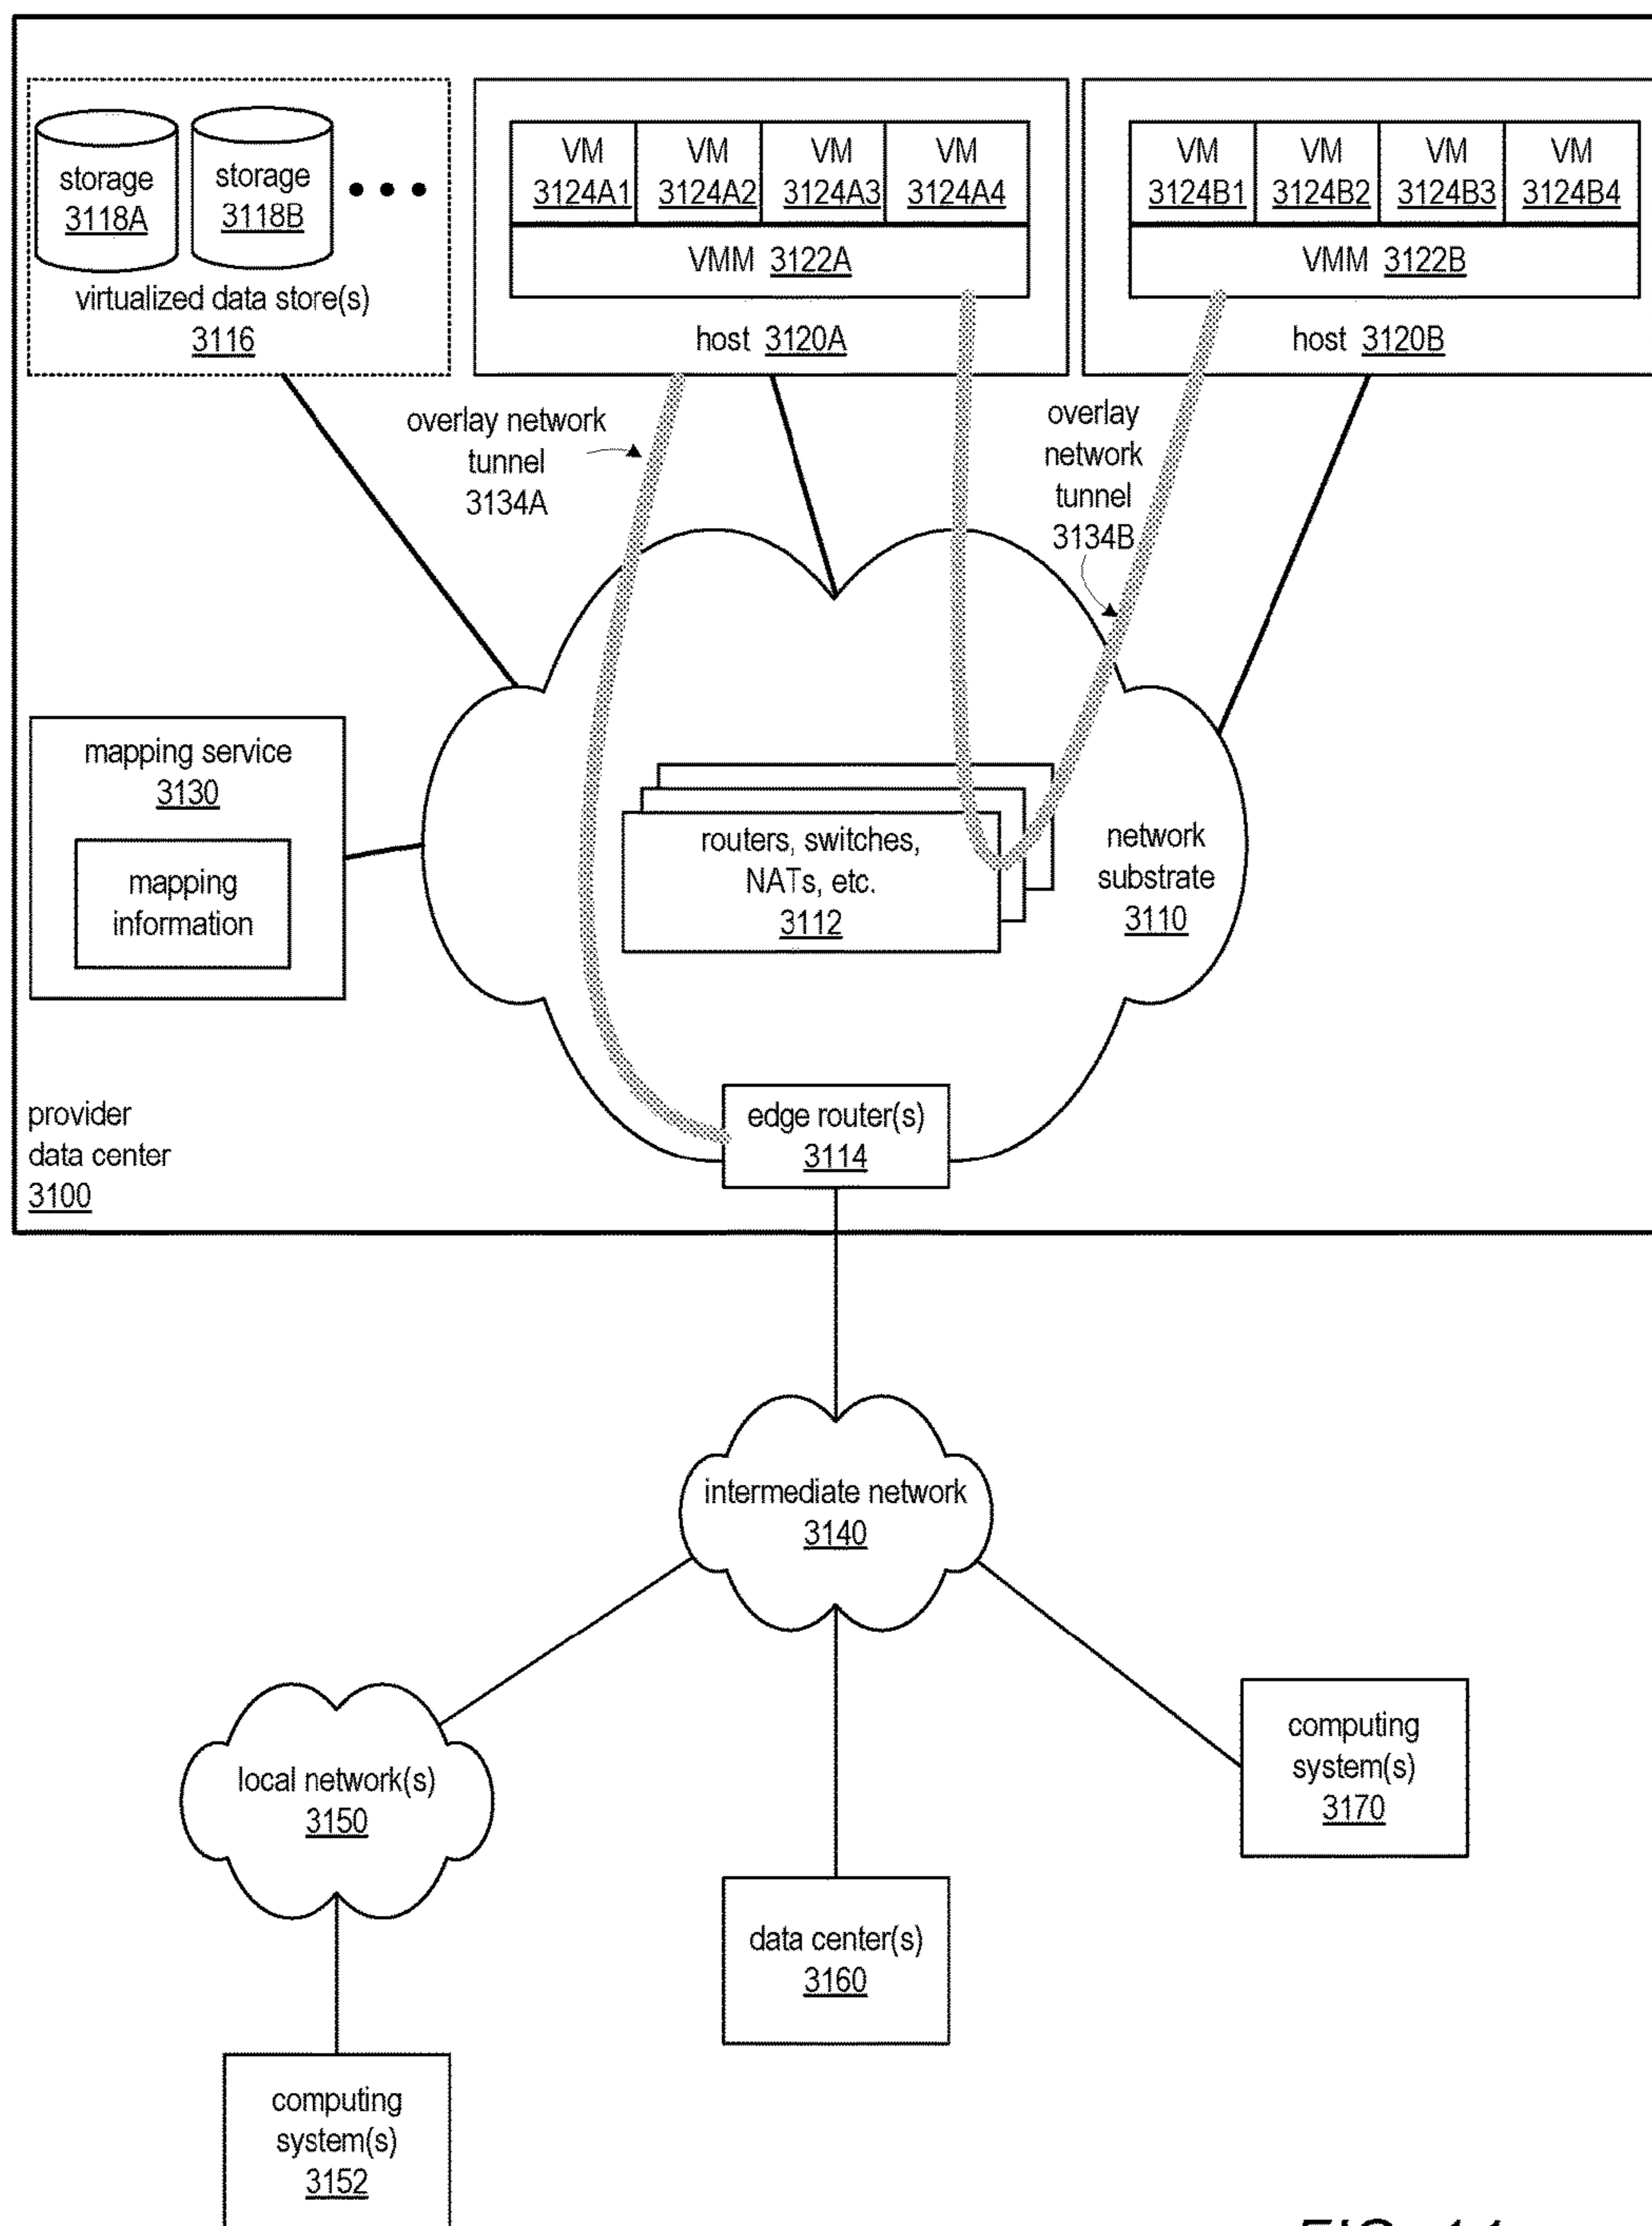 storage
3118A
storage
3118B
virtualized data store(s)
3116
VM
3124A1
VM
3124A2
VM
3124A3
VM
3124A4
VMM 3122A
host 3120A
VM
3124B1
VM
3124B2
VM
3124B3
VM
3124B4
VMM 3122B
host 3120B
overlay network
tunnel
3134A
overlay
network
tunnel
3134B
mapping service
3130
mapping
information
routers, switches,
NATs, etc.
3112
network
substrate
3110
edge router(s)
3114
provider
data center
3100
intermediate network
3140
local network(s)
3150
computing
system(s)
3170
data center(s)
3160
computing
system(s)
3152